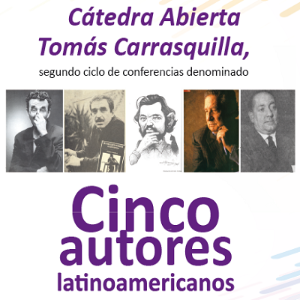 Cátedra Abierta
Tomás Carrasquilla,
segundo ciclo de conferencias denominado
Cinco
autores
latinoamericanos